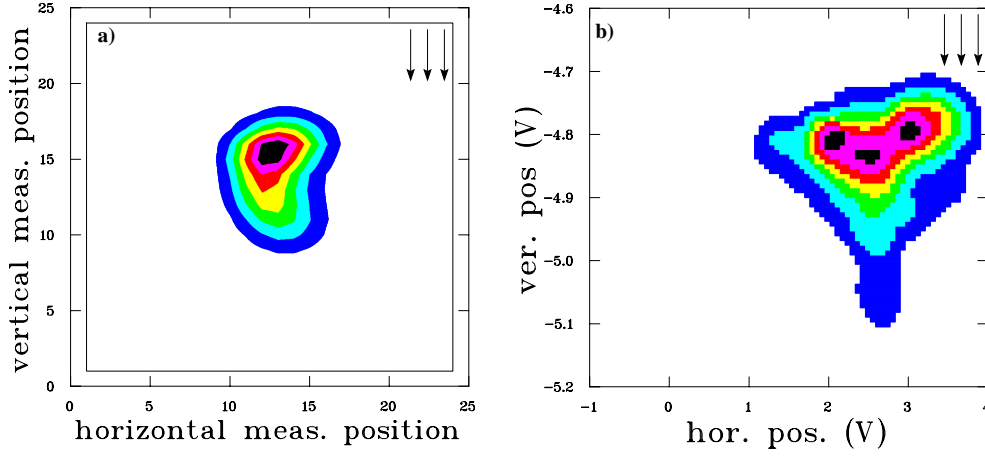 a)
25
20
15
10
5
0
vertical meas. position
0 5 10 15 20 25
horizontal meas. position
b)
-4.6
-4.7
-4.8
-4.9
-5.0
-5.1
-5.2
ver. pos (V)
-1 0 1 2 3 4
hor. pos. (V)